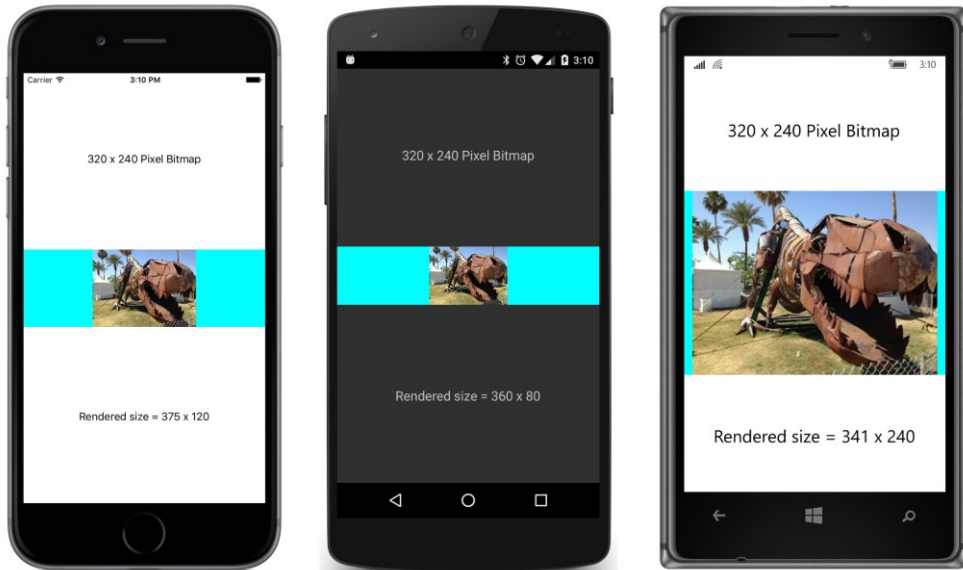 Carrier
3:10 PM
320 x 240 Pixel Bitmap
Rendered size = 375 x 120
3:10
320 x 240 Pixel Bitmap
Rendered size = 360 x 80
3:10
320 x 240 Pixel Bitmap
Rendered size = 341 x 240